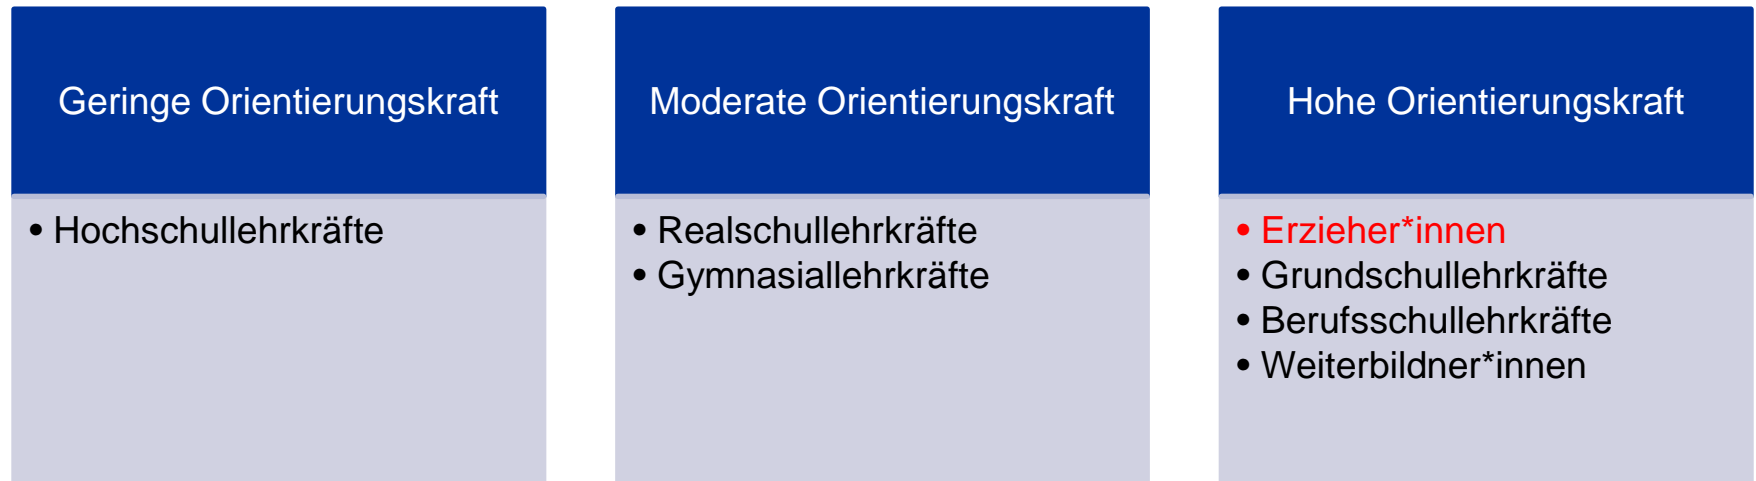 Geringe Orientierungskraft
• Hochschullehrkräfte
Moderate Orientierungskraft
• Realschullehrkräfte
• Gymnasiallehrkräfte
Hohe Orientierungskraft
• Erzieher*innen
• Grundschullehrkräfte
• Berufsschullehrkräfte
• Weiterbildner*innen